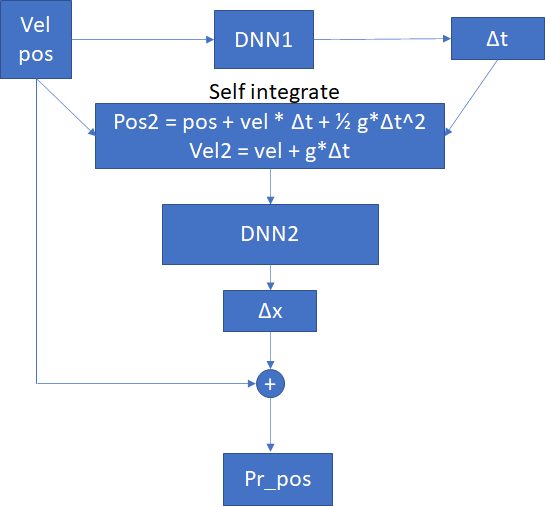 Vel
pos
DNN1
Δt
Self integrate
Pos2 = pos + vel * Δt + ½ g*Δt^2
Vel2 = vel + g*Δt
DNN2
Δx
+
Pr_pos